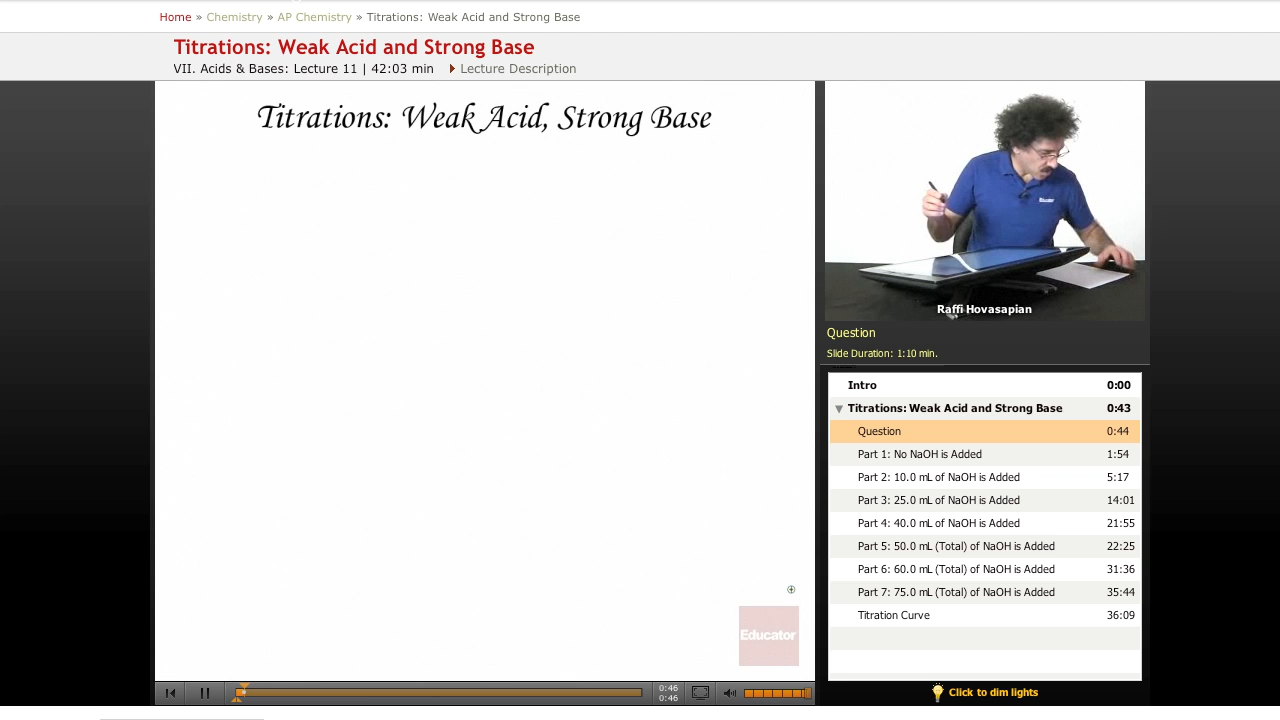 Home » Chemistry » AP Chemistry » Titrations: Weak Acid and Strong Base
Titrations: Weak Acid and Strong Base
VII. Acids & Bases: Lecture 11 | 42:03 min Lecture Description
Titrations: Weak Acid, Strong Base
Educator
Raffi Hovasapian
Question
Slide Duration: 1:10 min.
Intro 0:00
Titrations: Weak Acid and Strong Base 0:43
Question 0:44
Part 1: No NaOH is Added 1:54
Part 2: 10.0 mL of NaOH is Added 5:17
Part 3: 25.0 mL of NaOH is Added 14:01
Part 4: 40.0 mL of NaOH is Added 21:55
Part 5: 50.0 mL (Total) of NaOH is Added 22:25
Part 6: 60.0 mL (Total) of NaOH is Added 31:36
Part 7: 75.0 mL (Total) of NaOH is Added 35:44
Titration Curve 36:09
Educator
0:46
0:46
Click to dim lights